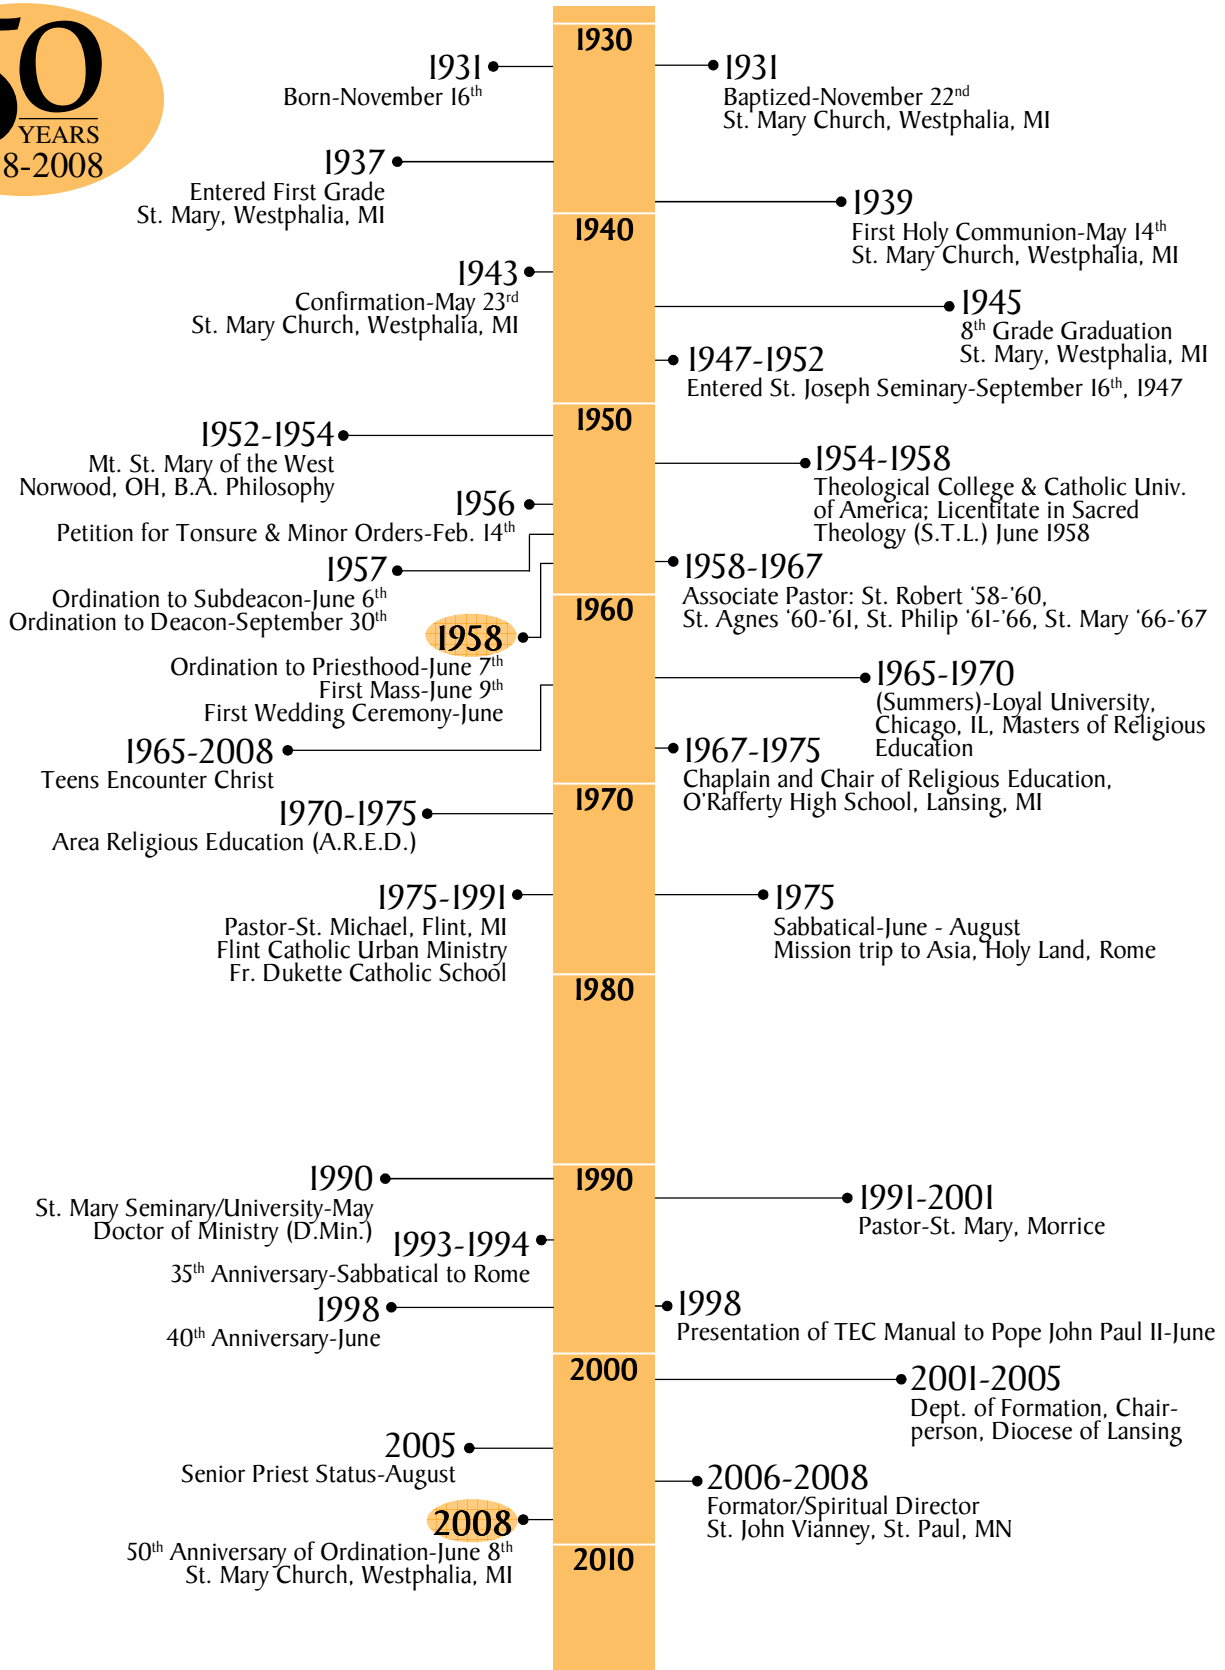 50
YEARS
8-2008
1930
1931
Born-November 16th
1931
Baptized-November 22nd
St. Mary Church, Westphalia, MI
1937
Entered First Grade
St. Mary, Westphalia, MI
1939
First Holy Communion-May 14th
St. Mary Church, Westphalia, MI
1940
1943
Confirmation-May 23rd
St. Mary Church, Westphalia, MI
1945
8th Grade Graduation
St. Mary, Westphalia, MI
1947-1952
Entered St. Joseph Seminary-September 16th, 1947
1950
1952-1954
Mt. St. Mary of the West
Norwood, OH, B.A. Philosophy
1954-1958
Theological College & Catholic Univ.
of America; Licentitate in Sacred
Theology (S.T.L.) June 1958
1956
Petition for Tonsure & Minor Orders-Feb. 14th
1957
Ordination to Subdeacon-June 6th
Ordination to Deacon-September 30th
1958-1967
Associate Pastor: St. Robert ‘58-’60,
St. Agnes ‘60-’61, St. Philip ‘61-’66, St. Mary ‘66-’67
1960
1958
Ordination to Priesthood-June 7th
First Mass-June 9th
First Wedding Ceremony-June
1965-1970
(Summers)-Loyal University,
Chicago, IL, Masters of Religious
Education
1965-2008
Teens Encounter Christ
1967-1975
Chaplain and Chair of Religious Education,
O'Rafferty High School, Lansing, MI
1970
1970-1975
Area Religious Education (A.R.E.D.)
1975-1991
Pastor-St. Michael, Flint, MI
Flint Catholic Urban Ministry
Fr. Dukette Catholic School
1975
Sabbatical-June - August
Mission trip to Asia, Holy Land, Rome
1980
1990
1990
St. Mary Seminary/University-May
Doctor of Ministry (D.Min.)
1991-2001
Pastor-St. Mary, Morrice
1993-1994
35th Anniversary-Sabbatical to Rome
1998
40th Anniversary-June
1998
Presentation of TEC Manual to Pope John Paul II-June
2000
2001-2005
Dept. of Formation, Chair-
person, Diocese of Lansing
2005
Senior Priest Status-August
2006-2008
Formator/Spiritual Director
St. John Vianney, St. Paul, MN
2008
50th Anniversary of Ordination-June 8th
St. Mary Church, Westphalia, MI
2010